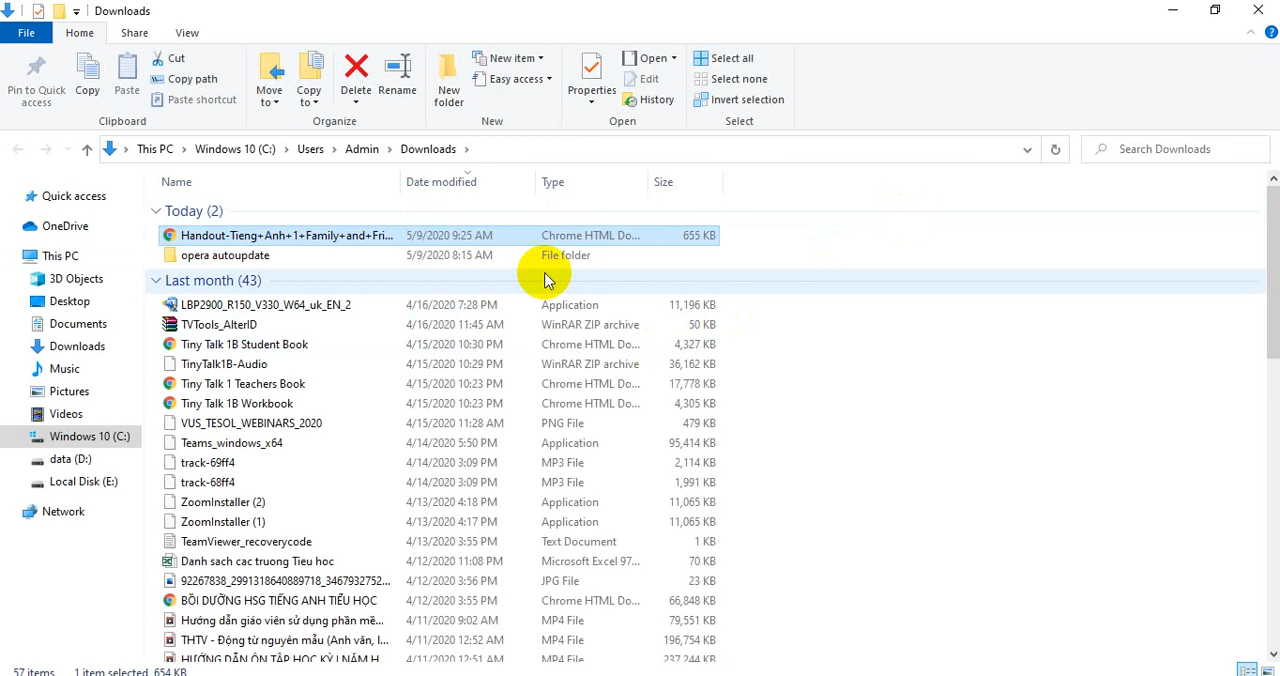 Downloads
File Home Share View
Pin to Quick access
Copy
Paste
Cut
Copy path
Paste shortcut
Clipboard
Move to
Copy to
Delete
Rename
Organize
New folder
New item
Easy access
New
Properties
Open
Edit
History
Open
Select all
Select none
Invert selection
Select
This PC Windows 10 (C:) Users Admin Downloads
Search Downloads
Quick access
OneDrive
This PC
3D Objects
Desktop
Documents
Downloads
Music
Pictures
Videos
Windows 10 (C:)
data (D:)
Local Disk (E:)
Network
Name Date modified Type Size
Today (2)
Handout-Tieng+Anh+1+Family+and+Fri... 5/9/2020 9:25 AM Chrome HTML Do... 655 KB
opera autoupdate 5/9/2020 8:15 AM File folder
Last month (43)
LBP2900_R150_V330_W64_uk_EN_2 4/16/2020 7:28 PM Application 11,196 KB
TVTools_AlterID 4/16/2020 11:45 AM WinRAR ZIP archive 50 KB
Tiny Talk 1B Student Book 4/15/2020 10:30 PM Chrome HTML Do... 4,327 KB
TinyTalk1B-Audio 4/15/2020 10:29 PM WinRAR ZIP archive 36,162 KB
Tiny Talk 1 Teachers Book 4/15/2020 10:23 PM Chrome HTML Do... 17,778 KB
Tiny Talk 1B Workbook 4/15/2020 10:23 PM Chrome HTML Do... 4,305 KB
VUS_TESOL_WEBINARS_2020 4/15/2020 11:28 AM PNG File 479 KB
Teams_windows_x64 4/14/2020 5:50 PM Application 95,414 KB
track-69ff4 4/14/2020 3:09 PM MP3 File 2,114 KB
track-68ff4 4/14/2020 3:09 PM MP3 File 1,991 KB
ZoomInstaller (2) 4/13/2020 4:18 PM Application 11,065 KB
ZoomInstaller (1) 4/13/2020 4:17 PM Application 11,065 KB
TeamViewer_recoverycode 4/13/2020 3:55 PM Text Document 1 KB
Danh sach cac truong Tieu hoc 4/12/2020 11:08 PM Microsoft Excel 97... 70 KB
92267838_2991318640889718_3467932752... 4/12/2020 3:56 PM JPG File 23 KB
BỒI DƯỠNG HSG TIẾNG ANH TIỂU HỌC 4/12/2020 3:55 PM Chrome HTML Do... 66,848 KB
Hướng dẫn giáo viên sử dụng phần mề... 4/11/2020 9:02 AM MP4 File 79,551 KB
THTV - Động từ nguyên mẫu (Anh văn, l... 4/11/2020 12:52 AM MP4 File 196,754 KB
HƯỚNG DẪN ÔN TẬP HỌC KỲ I NĂM H... 4/11/2020 12:51 AM MP4 File 237,244 KB
57 items 1 item selected 654 KB